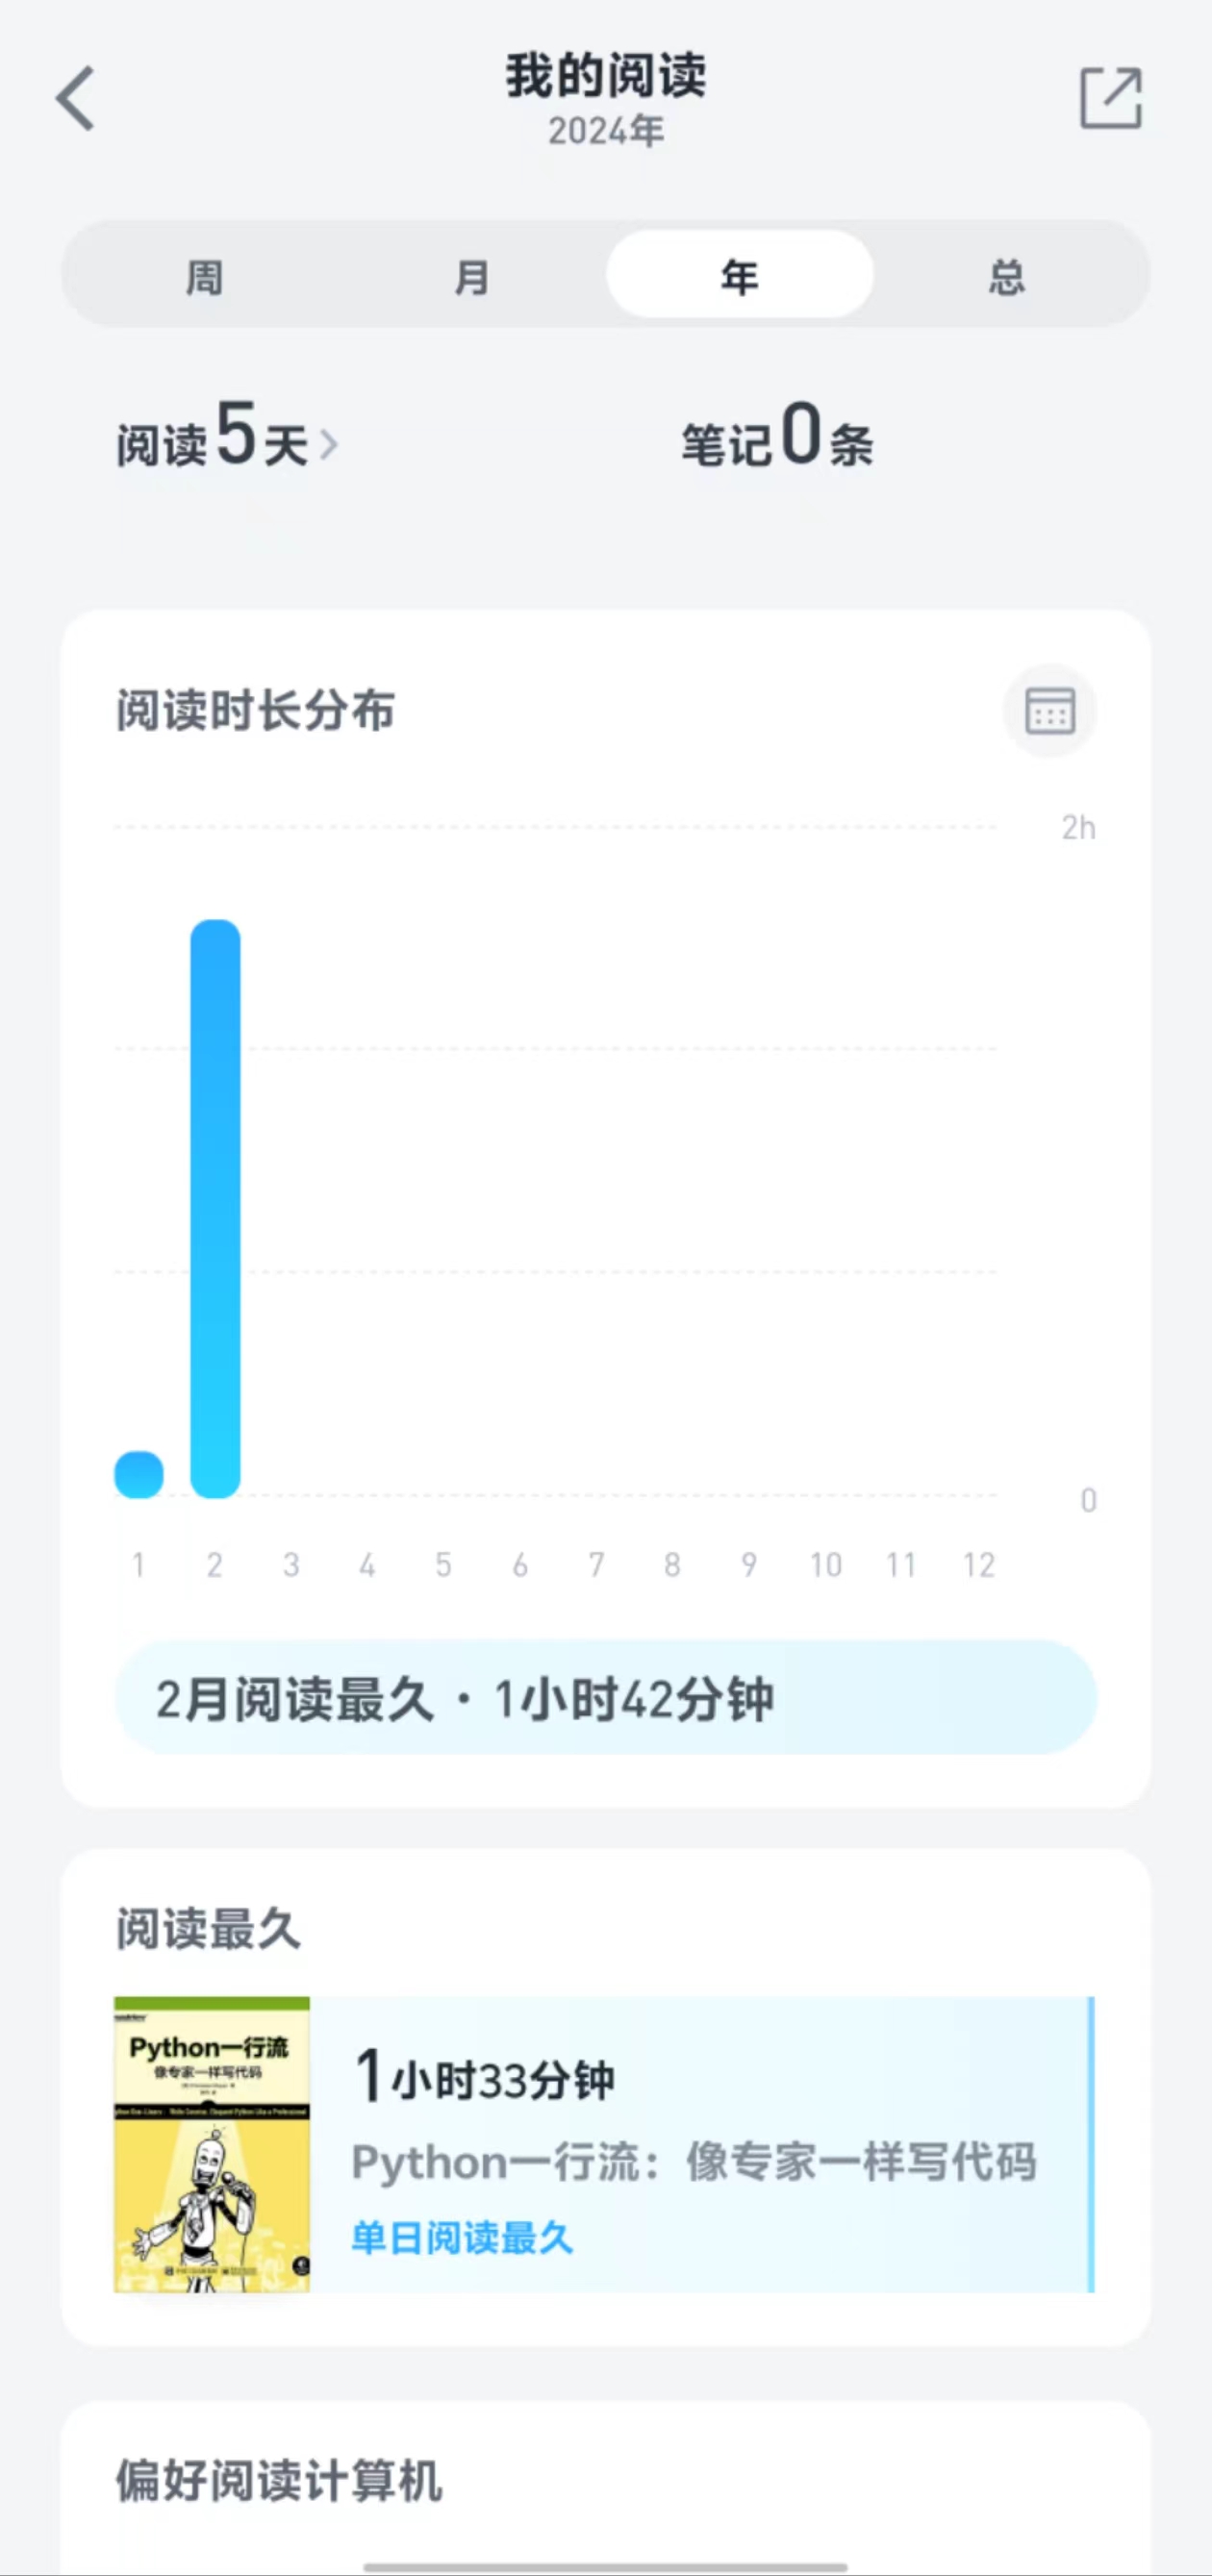 我的阅读
2024年
周 月 年 总
阅读5天 笔记0条
阅读时长分布
2h
0
1 2 3 4 5 6 7 8 9 10 11 12
2月阅读最久 · 1小时42分钟
阅读最久
Python一行流
像专家一样写代码
1小时33分钟
Python一行流：像专家一样写代码
单日阅读最久
偏好阅读计算机